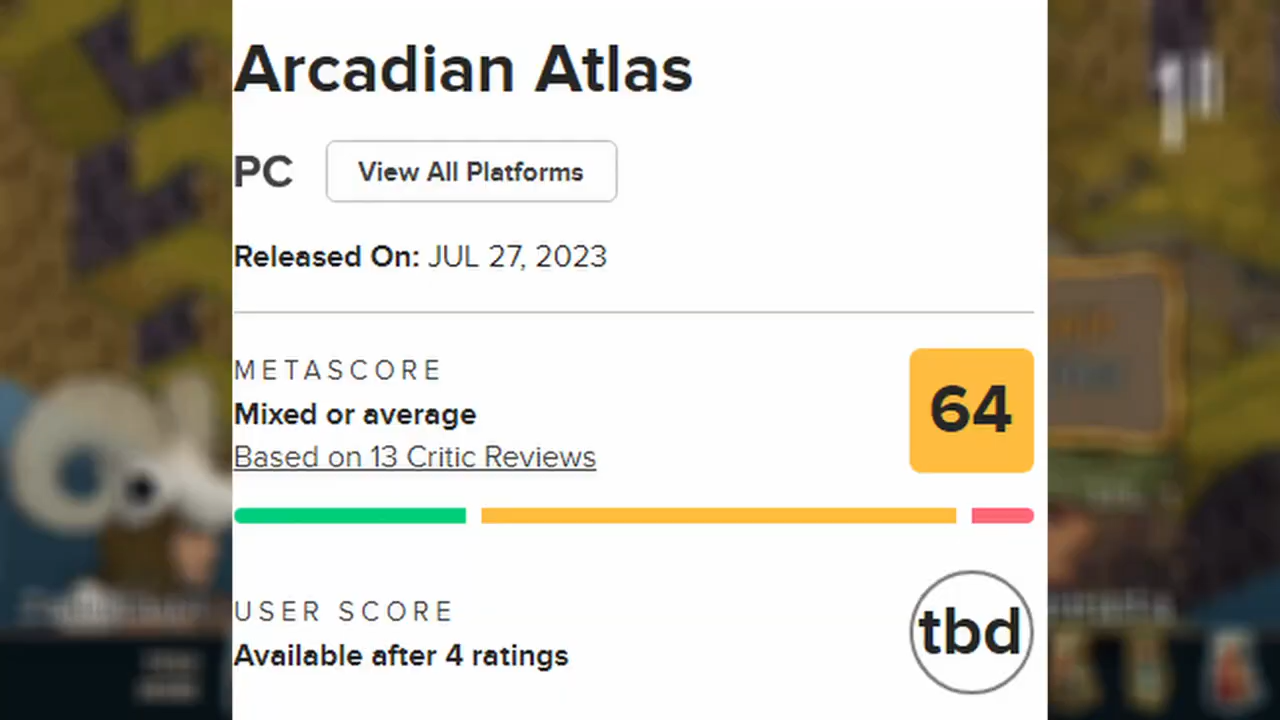 Arcadian Atlas
PC View All Platforms
Released On: JUL 27, 2023
METASCORE
Mixed or average
64
Based on 13 Critic Reviews
USER SCORE
tbd
Available after 4 ratings